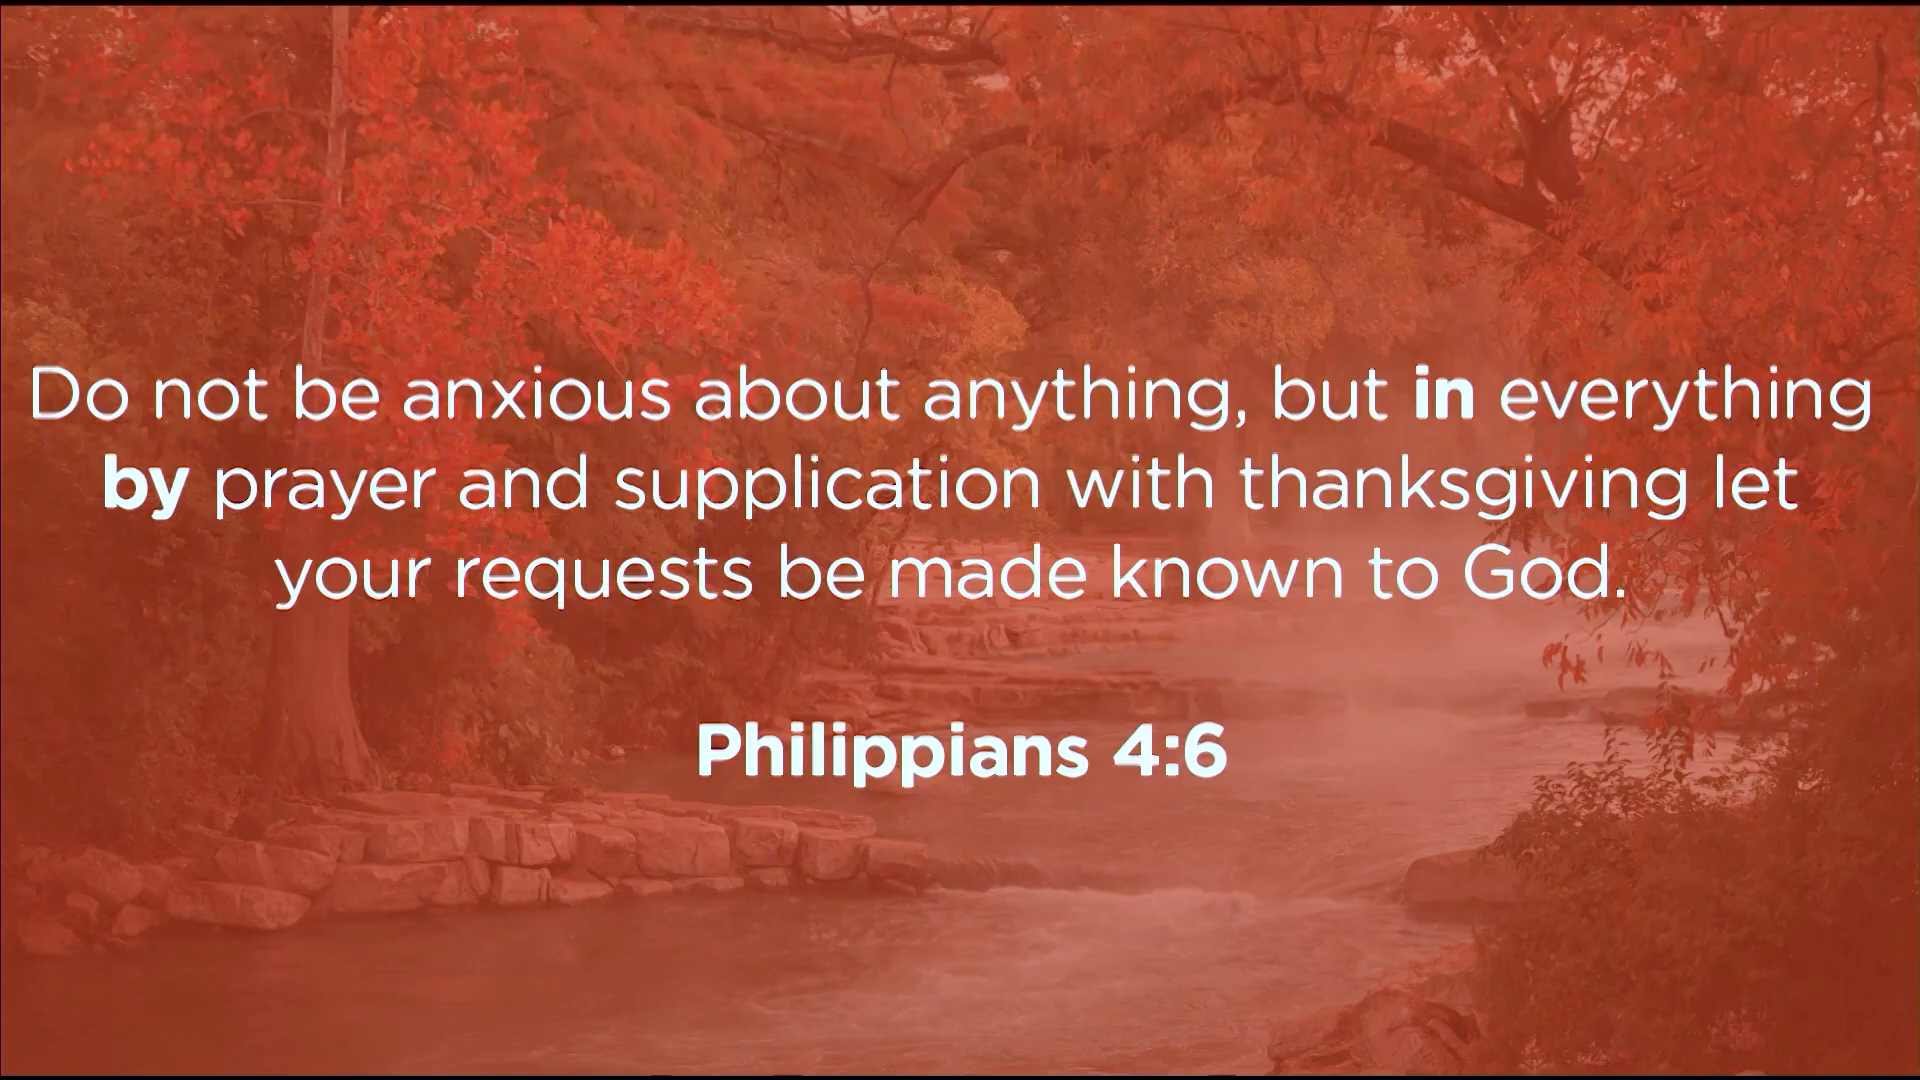 Do not be anxious about anything, but in everything
by prayer and supplication with thanksgiving let
your requests be made known to God.
Philippians 4:6